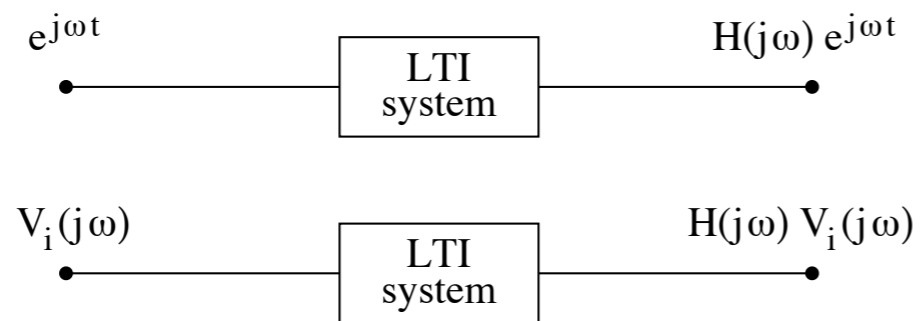 e^{jωt} H(jω) e^{jωt}
LTI
system
V_i(jω) H(jω) V_i(jω)
LTI
system